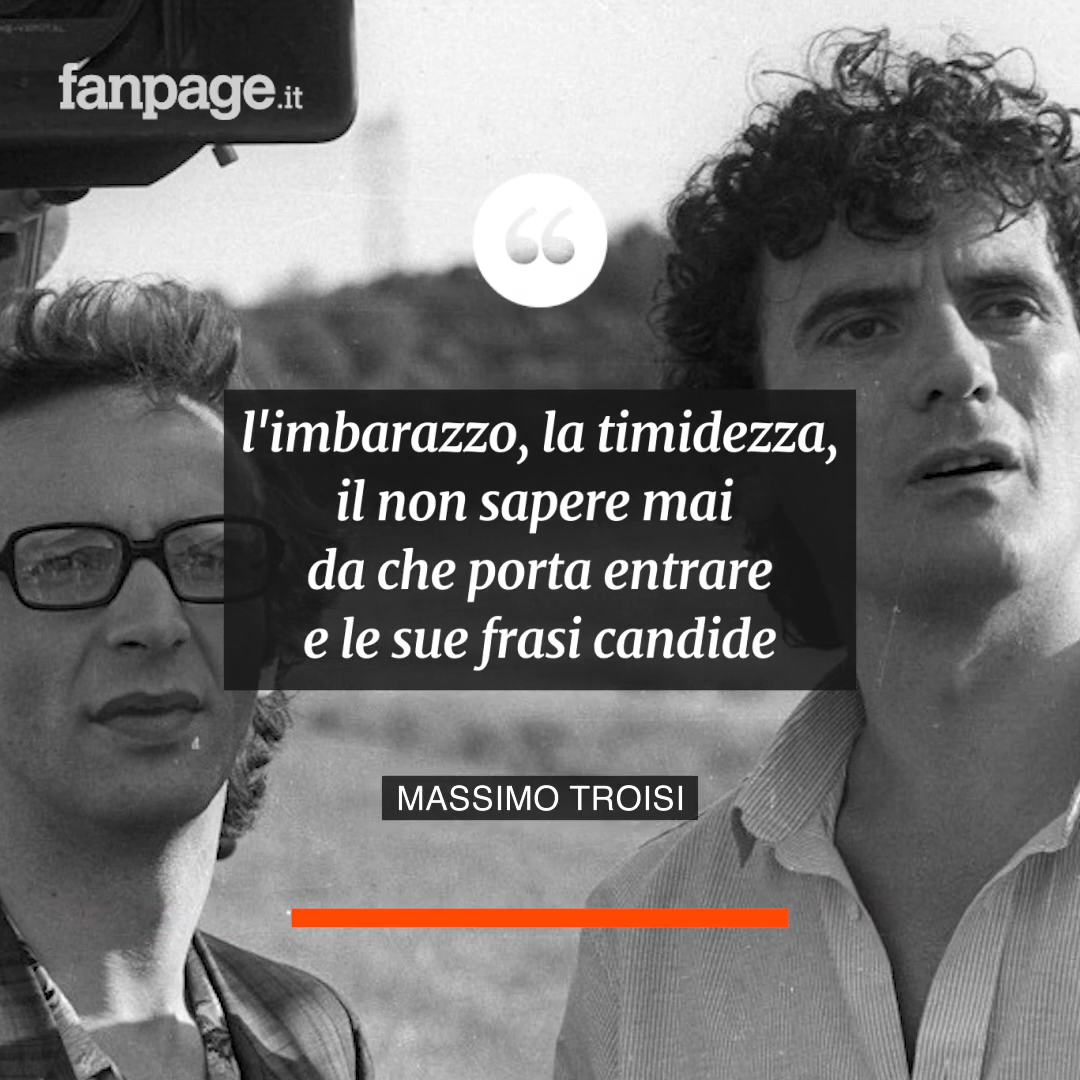 fanpage.it
“
l'imbarazzo, la timidezza,
il non sapere mai
da che porta entrare
e le sue frasi candide
MASSIMO TROISI